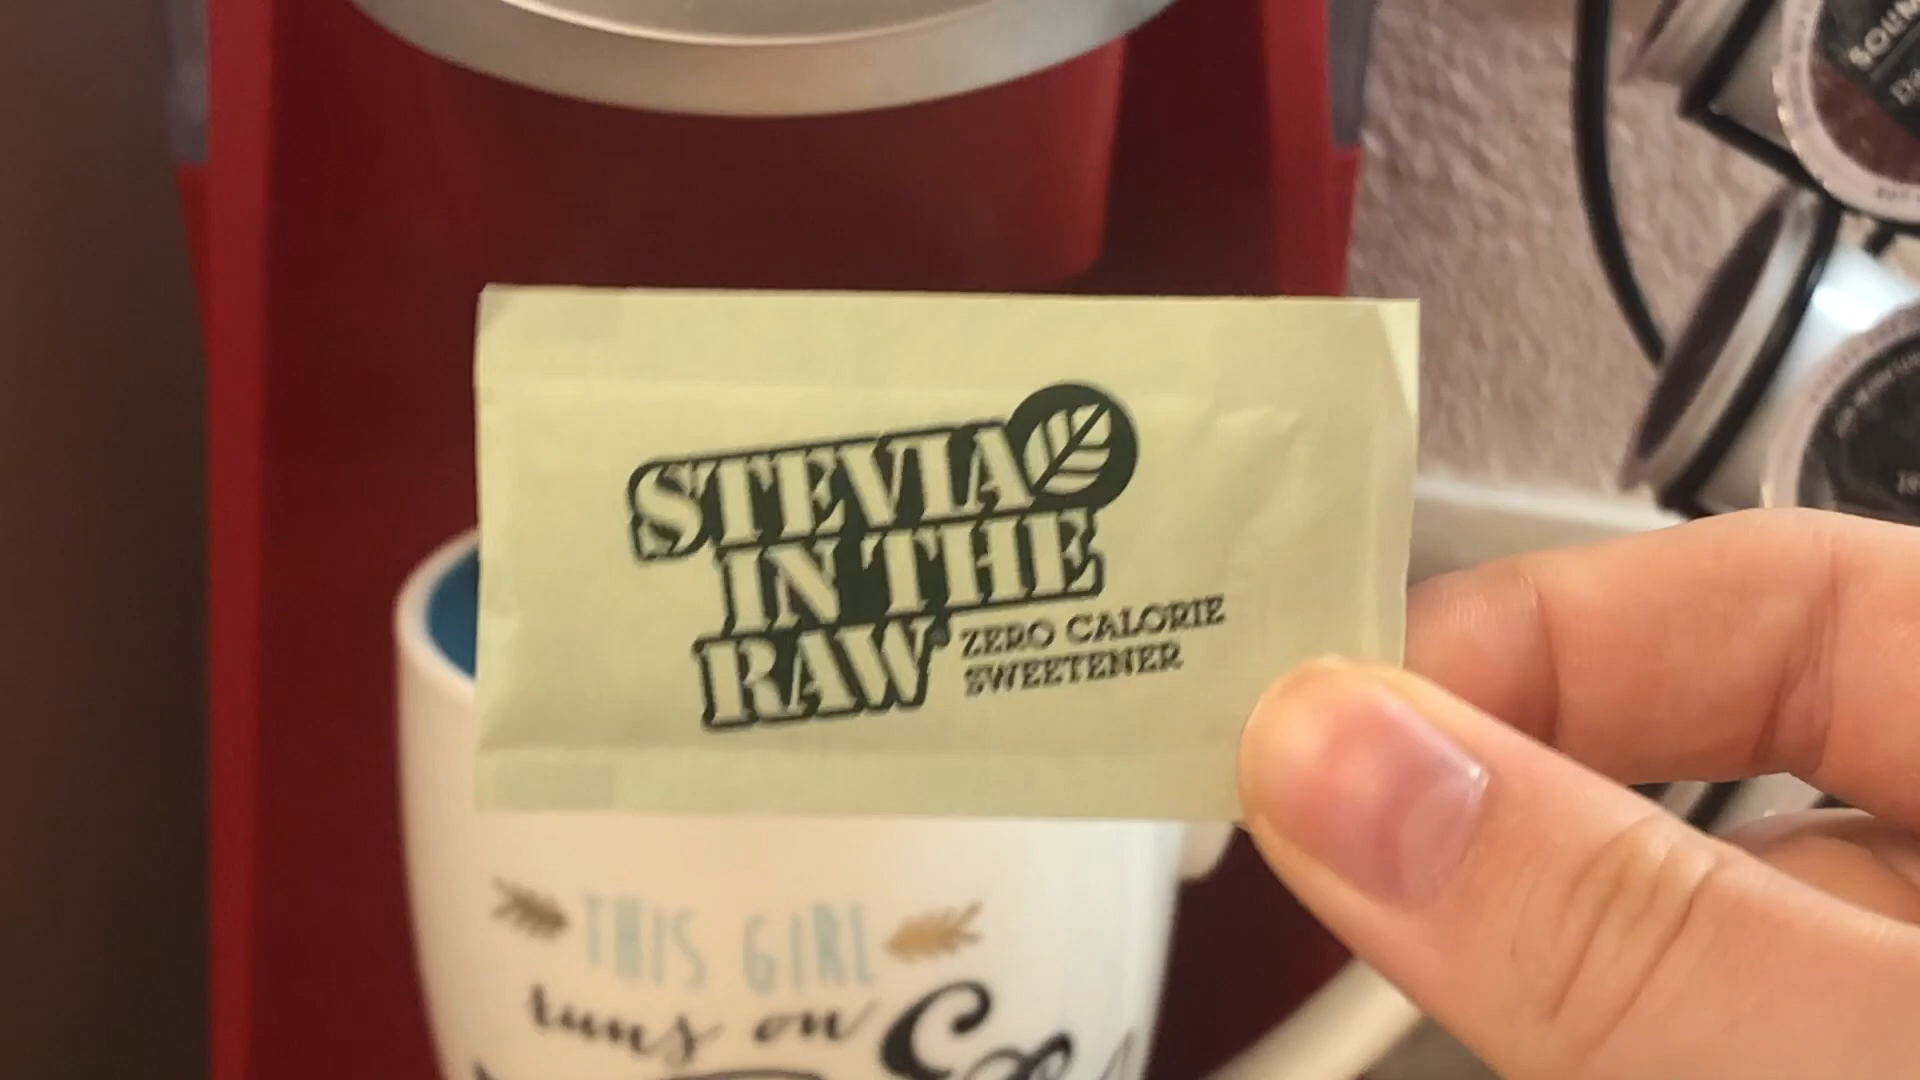 STEVIA
IN THE
RAW
ZERO CALORIE
SWEETENER
THIS GIRL
runs on